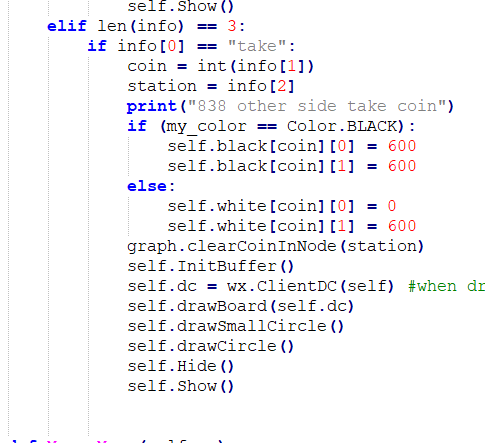 self.Show()
elif len(info) == 3:
if info[0] == "take":
coin = int(info[1])
station = info[2]
print("838 other side take coin")
if (my_color == Color.BLACK):
self.black[coin][0] = 600
self.black[coin][1] = 600
else:
self.white[coin][0] = 0
self.white[coin][1] = 600
graph.clearCoinInNode(station)
self.InitBuffer()
self.dc = wx.ClientDC(self) #when dr
self.drawBoard(self.dc)
self.drawSmallCircle()
self.drawCircle()
self.Hide()
self.Show()